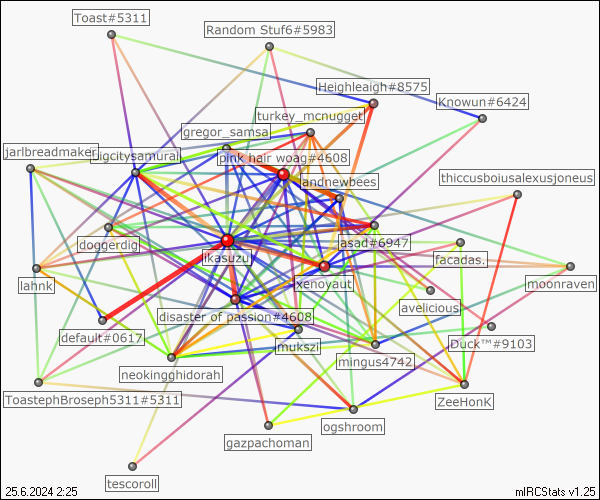 Toast#5311
Random Stuf6#5983
Heighleaigh#8575
Knowun#6424
turkey_mcnugget
gregor_samsa
jarlbreadmaker
bigcitysamurai
pink hair woag#4608
andnewbees
thiccusboiusalexusjoneus
doggerdig
asad#6947
likasuzu
facadas.
lahnk
xenoyaut
moonraven
avelicious
disaster of passion#4608
default#0617
mukszi
Duck™#9103
mingus4742
neokingghidorah
ToastephBroseph5311#5311
ZeeHonK
ogshroom
gazpachoman
tescoroll
25.6.2024 2:25
mIRCStats v1.25